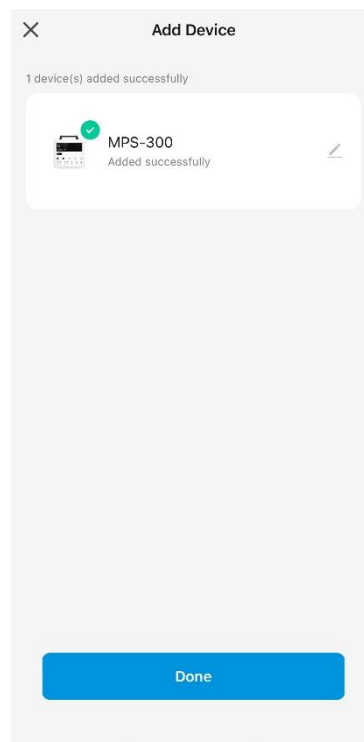 Add Device
1 device(s) added successfully
MPS-300
Added successfully
Done